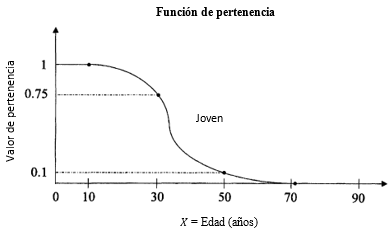 Función de pertenencia
Valor de pertenencia
1
0.75
0.1
Joven
0 10 30 50 70 90
X = Edad (años)